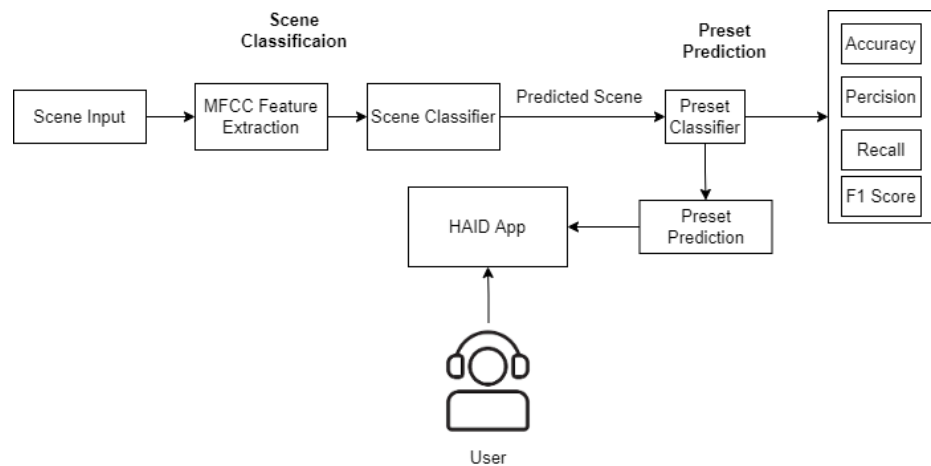 Scene
Classificaion
Preset
Prediction
Scene Input
MFCC Feature
Extraction
Scene Classifier
Predicted Scene
Preset
Classifier
Accuracy
Percision
Recall
F1 Score
HAID App
Preset
Prediction
User